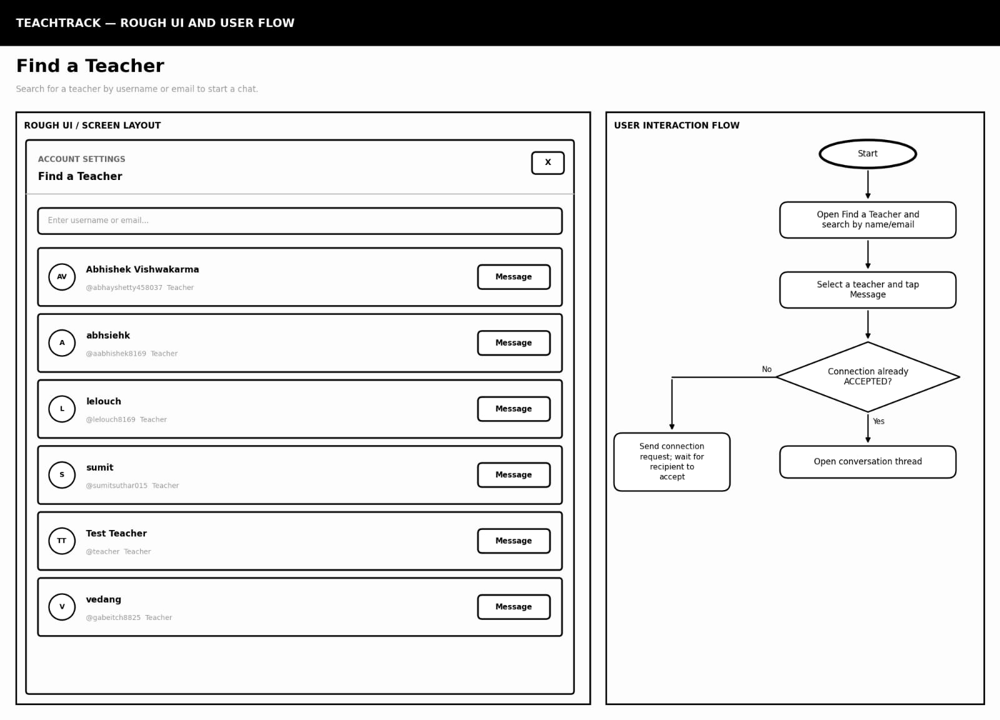 TEACHTRACK — ROUGH UI AND USER FLOW
Find a Teacher
Search for a teacher by username or email to start a chat.
ROUGH UI / SCREEN LAYOUT
ACCOUNT SETTINGS
Find a Teacher
X
Enter username or email...
AV
Abhishek Vishwakarma
@abhayshetty458037 Teacher
Message
A
abhsiehk
@aabhishek8169 Teacher
Message
L
lelouch
@lelouch8169 Teacher
Message
S
sumit
@sumitsuthar015 Teacher
Message
TT
Test Teacher
@teacher Teacher
Message
V
vedang
@gabeitch8825 Teacher
Message
USER INTERACTION FLOW
Start
Open Find a Teacher and
search by name/email
Select a teacher and tap
Message
Connection already
ACCEPTED?
No
Yes
Send connection
request; wait for
recipient to
accept
Open conversation thread